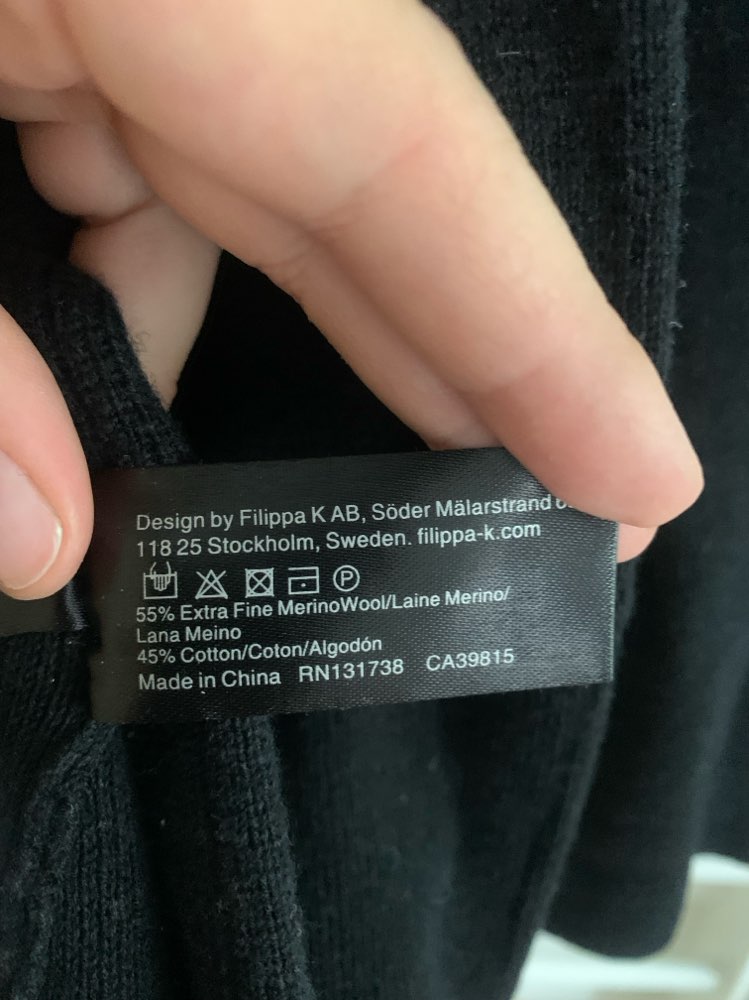 Design by Filippa K AB, Söder Mälarstrand
118 25 Stockholm, Sweden. filippa-k.com
P
55% Extra Fine MerinoWool/Laine Merino/
Lana Meino
45% Cotton/Coton/Algodón
Made in China RN131738 CA39815